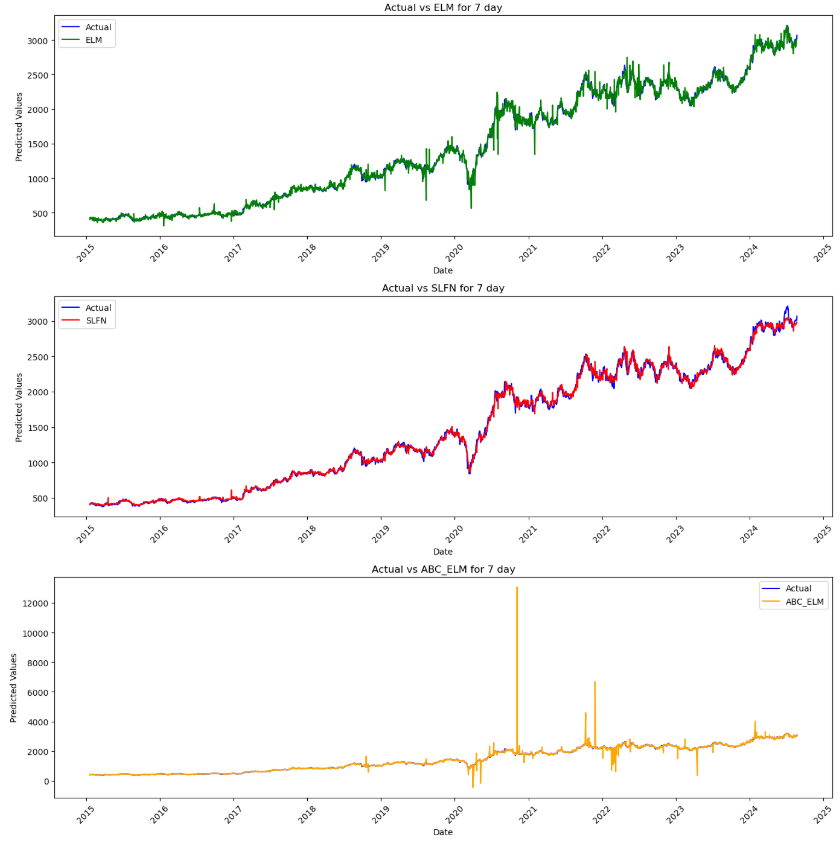 Actual vs ELM for 7 day
Actual
ELM
Predicted Values
3000
2500
2000
1500
1000
500
2015 2016 2017 2018 2019 2020 2021 2022 2023 2024 2025
Date
Actual vs SLFN for 7 day
Actual
SLFN
Predicted Values
3000
2500
2000
1500
1000
500
2015 2016 2017 2018 2019 2020 2021 2022 2023 2024 2025
Date
Actual vs ABC_ELM for 7 day
Actual
ABC_ELM
Predicted Values
12000
10000
8000
6000
4000
2000
0
2015 2016 2017 2018 2019 2020 2021 2022 2023 2024 2025
Date